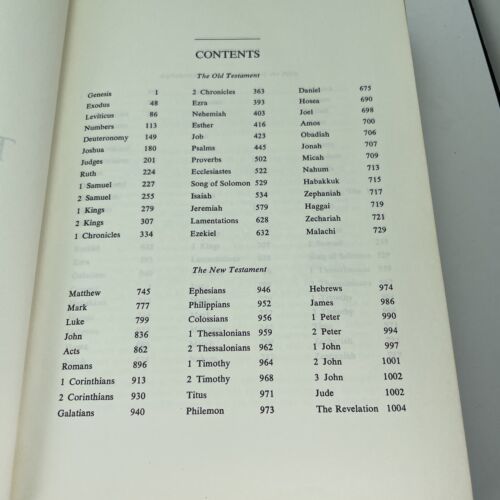 CONTENTS
The Old Testament
Genesis 1 2 Chronicles 363 Daniel 675
Exodus 48 Ezra 393 Hosea 690
Leviticus 86 Nehemiah 403 Joel 698
Numbers 113 Esther 416 Amos 700
Deuteronomy 149 Job 423 Obadiah 706
Joshua 180 Psalms 445 Jonah 707
Judges 201 Proverbs 502 Micah 709
Ruth 224 Ecclesiastes 522 Nahum 713
1 Samuel 227 Song of Solomon 529 Habakkuk 715
2 Samuel 255 Isaiah 534 Zephaniah 717
1 Kings 279 Jeremiah 579 Haggai 719
2 Kings 307 Lamentations 628 Zechariah 721
1 Chronicles 334 Ezekiel 632 Malachi 729
The New Testament
Matthew 745 Ephesians 946 Hebrews 974
Mark 777 Philippians 952 James 986
Luke 799 Colossians 956 1 Peter 990
John 836 1 Thessalonians 959 2 Peter 994
Acts 862 2 Thessalonians 962 1 John 997
Romans 896 1 Timothy 964 2 John 1001
1 Corinthians 913 2 Timothy 968 3 John 1002
2 Corinthians 930 Titus 971 Jude 1002
Galatians 940 Philemon 973 The Revelation 1004